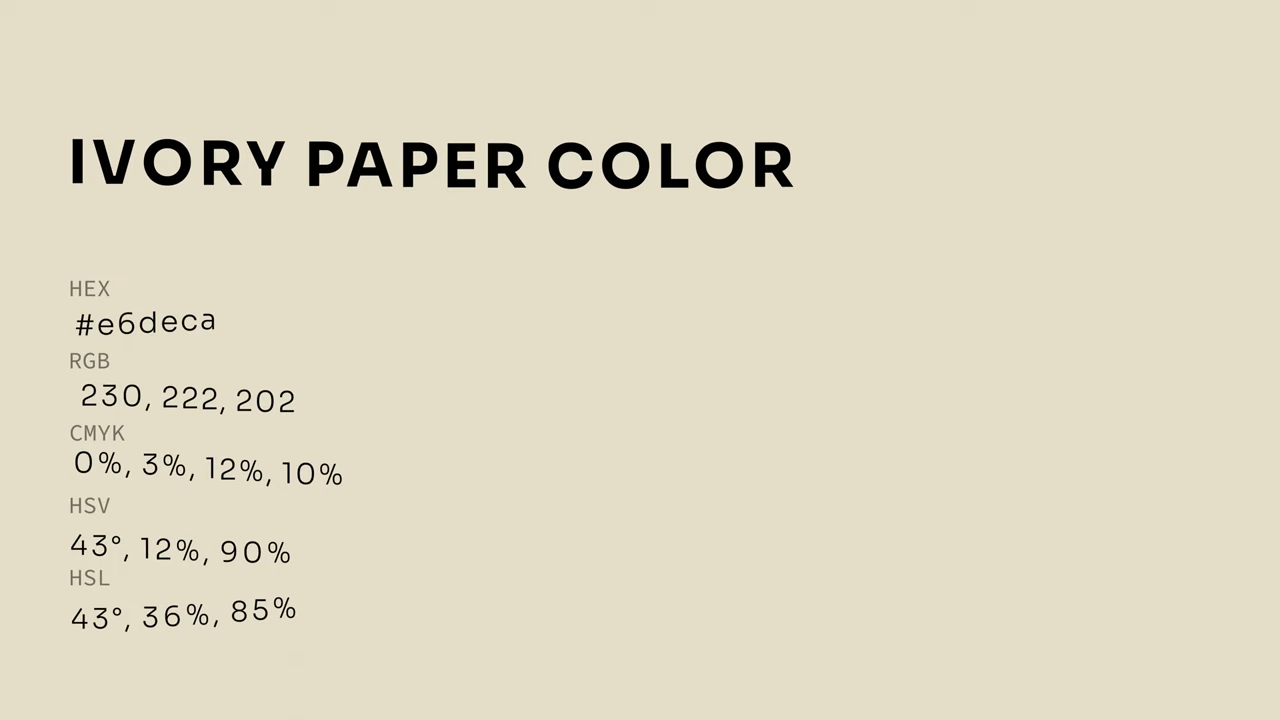 IVORY PAPER COLOR
HEX
#e6deca
RGB
230, 222, 202
CMYK
0%, 3%, 12%, 10%
HSV
43°, 12%, 90%
HSL
43°, 36%, 85%